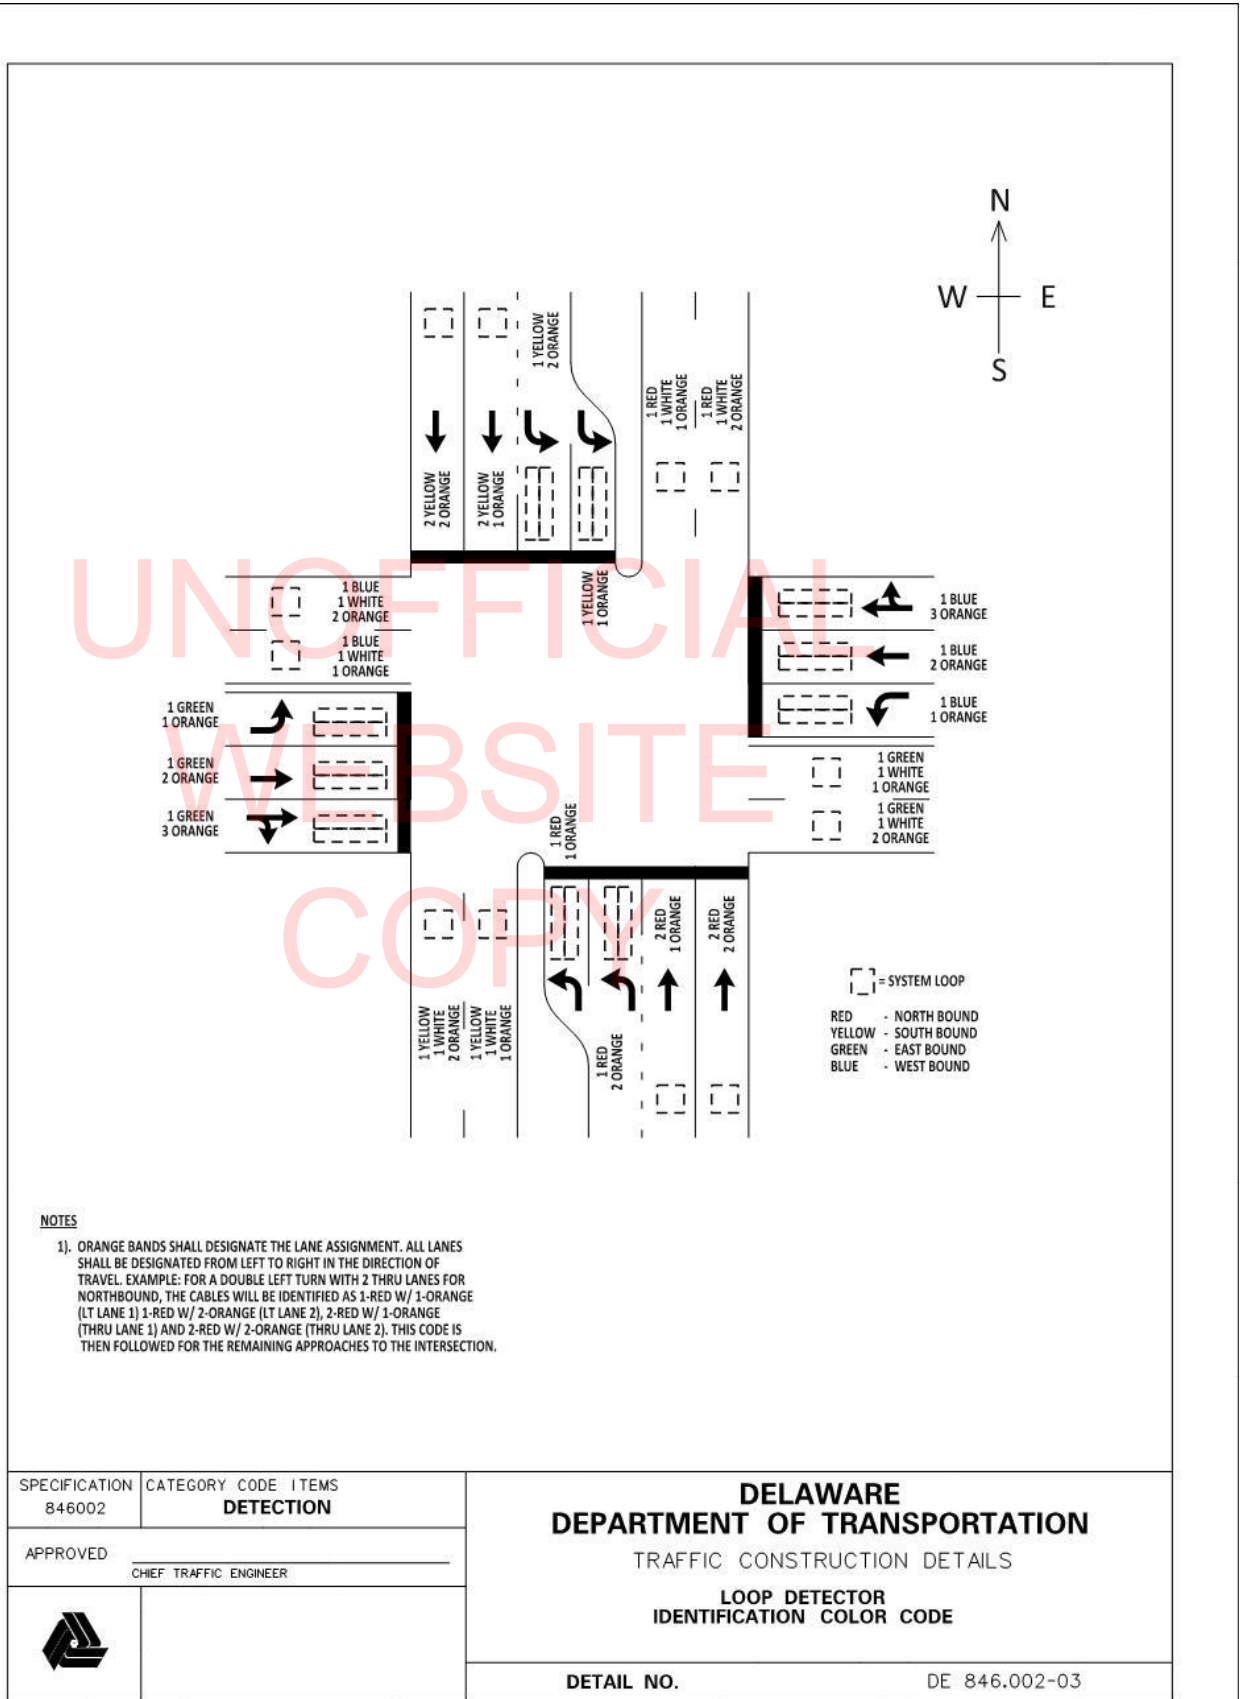 N
W E
S
1 YELLOW
2 ORANGE
1 RED
1 WHITE
1 ORANGE
1 RED
1 WHITE
2 ORANGE
2 YELLOW
2 ORANGE
2 YELLOW
1 ORANGE
1 YELLOW
1 ORANGE
UNOFFICIAL
WEBSITE
COPY
1 BLUE
1 WHITE
2 ORANGE
1 BLUE
1 WHITE
1 ORANGE
1 BLUE
3 ORANGE
1 BLUE
2 ORANGE
1 BLUE
1 ORANGE
1 GREEN
1 ORANGE
1 GREEN
2 ORANGE
1 GREEN
3 ORANGE
1 GREEN
1 WHITE
1 ORANGE
1 GREEN
1 WHITE
2 ORANGE
1 RED
1 ORANGE
2 RED
1 ORANGE
2 RED
2 ORANGE
1 YELLOW
1 WHITE
2 ORANGE
1 YELLOW
1 WHITE
1 ORANGE
1 RED
2 ORANGE
= SYSTEM LOOP
RED - NORTH BOUND
YELLOW - SOUTH BOUND
GREEN - EAST BOUND
BLUE - WEST BOUND
NOTES
1). ORANGE BANDS SHALL DESIGNATE THE LANE ASSIGNMENT. ALL LANES
SHALL BE DESIGNATED FROM LEFT TO RIGHT IN THE DIRECTION OF
TRAVEL. EXAMPLE: FOR A DOUBLE LEFT TURN WITH 2 THRU LANES FOR
NORTHBOUND, THE CABLES WILL BE IDENTIFIED AS 1-RED W/ 1-ORANGE
(LT LANE 1) 1-RED W/ 2-ORANGE (LT LANE 2), 2-RED W/ 1-ORANGE
(THRU LANE 1) AND 2-RED W/ 2-ORANGE (THRU LANE 2). THIS CODE IS
THEN FOLLOWED FOR THE REMAINING APPROACHES TO THE INTERSECTION.
SPECIFICATION
846002
CATEGORY CODE ITEMS
DETECTION
APPROVED
CHIEF TRAFFIC ENGINEER
DELAWARE
DEPARTMENT OF TRANSPORTATION
TRAFFIC CONSTRUCTION DETAILS
LOOP DETECTOR
IDENTIFICATION COLOR CODE
DETAIL NO. DE 846.002-03